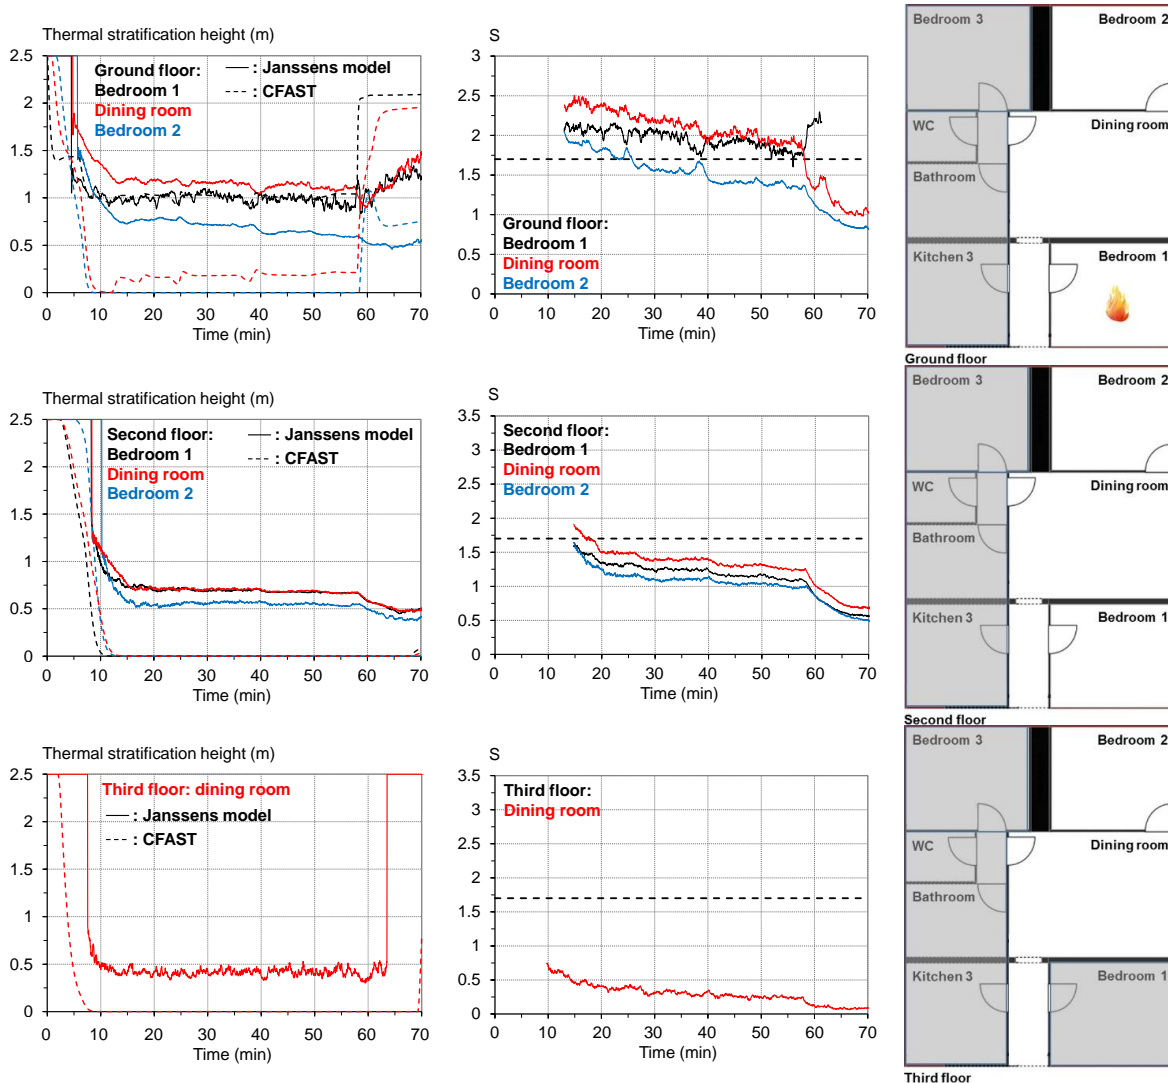 Thermal stratification height (m)
2.5
2
1.5
1
0.5
0
0 10 20 30 40 50 60 70
Time (min)
Ground floor:
Bedroom 1
Dining room
Bedroom 2
: Janssens model
: CFAST
S
3.5
3
2.5
2
1.5
1
0.5
0
0 10 20 30 40 50 60 70
Time (min)
Ground floor:
Bedroom 1
Dining room
Bedroom 2
Bedroom 3 Bedroom 2
WC Dining room
Bathroom
Kitchen 3 Bedroom 1
Ground floor
Thermal stratification height (m)
2.5
2
1.5
1
0.5
0
0 10 20 30 40 50 60 70
Time (min)
Second floor:
Bedroom 1
Dining room
Bedroom 2
: Janssens model
: CFAST
S
3.5
3
2.5
2
1.5
1
0.5
0
0 10 20 30 40 50 60 70
Time (min)
Second floor:
Bedroom 1
Dining room
Bedroom 2
Bedroom 3 Bedroom 2
WC Dining room
Bathroom
Kitchen 3 Bedroom 1
Second floor
Thermal stratification height (m)
2.5
2
1.5
1
0.5
0
0 10 20 30 40 50 60 70
Time (min)
Third floor: dining room
: Janssens model
: CFAST
S
3.5
3
2.5
2
1.5
1
0.5
0
0 10 20 30 40 50 60 70
Time (min)
Third floor:
Dining room
Bedroom 3 Bedroom 2
WC Dining room
Bathroom
Kitchen 3 Bedroom 1
Third floor